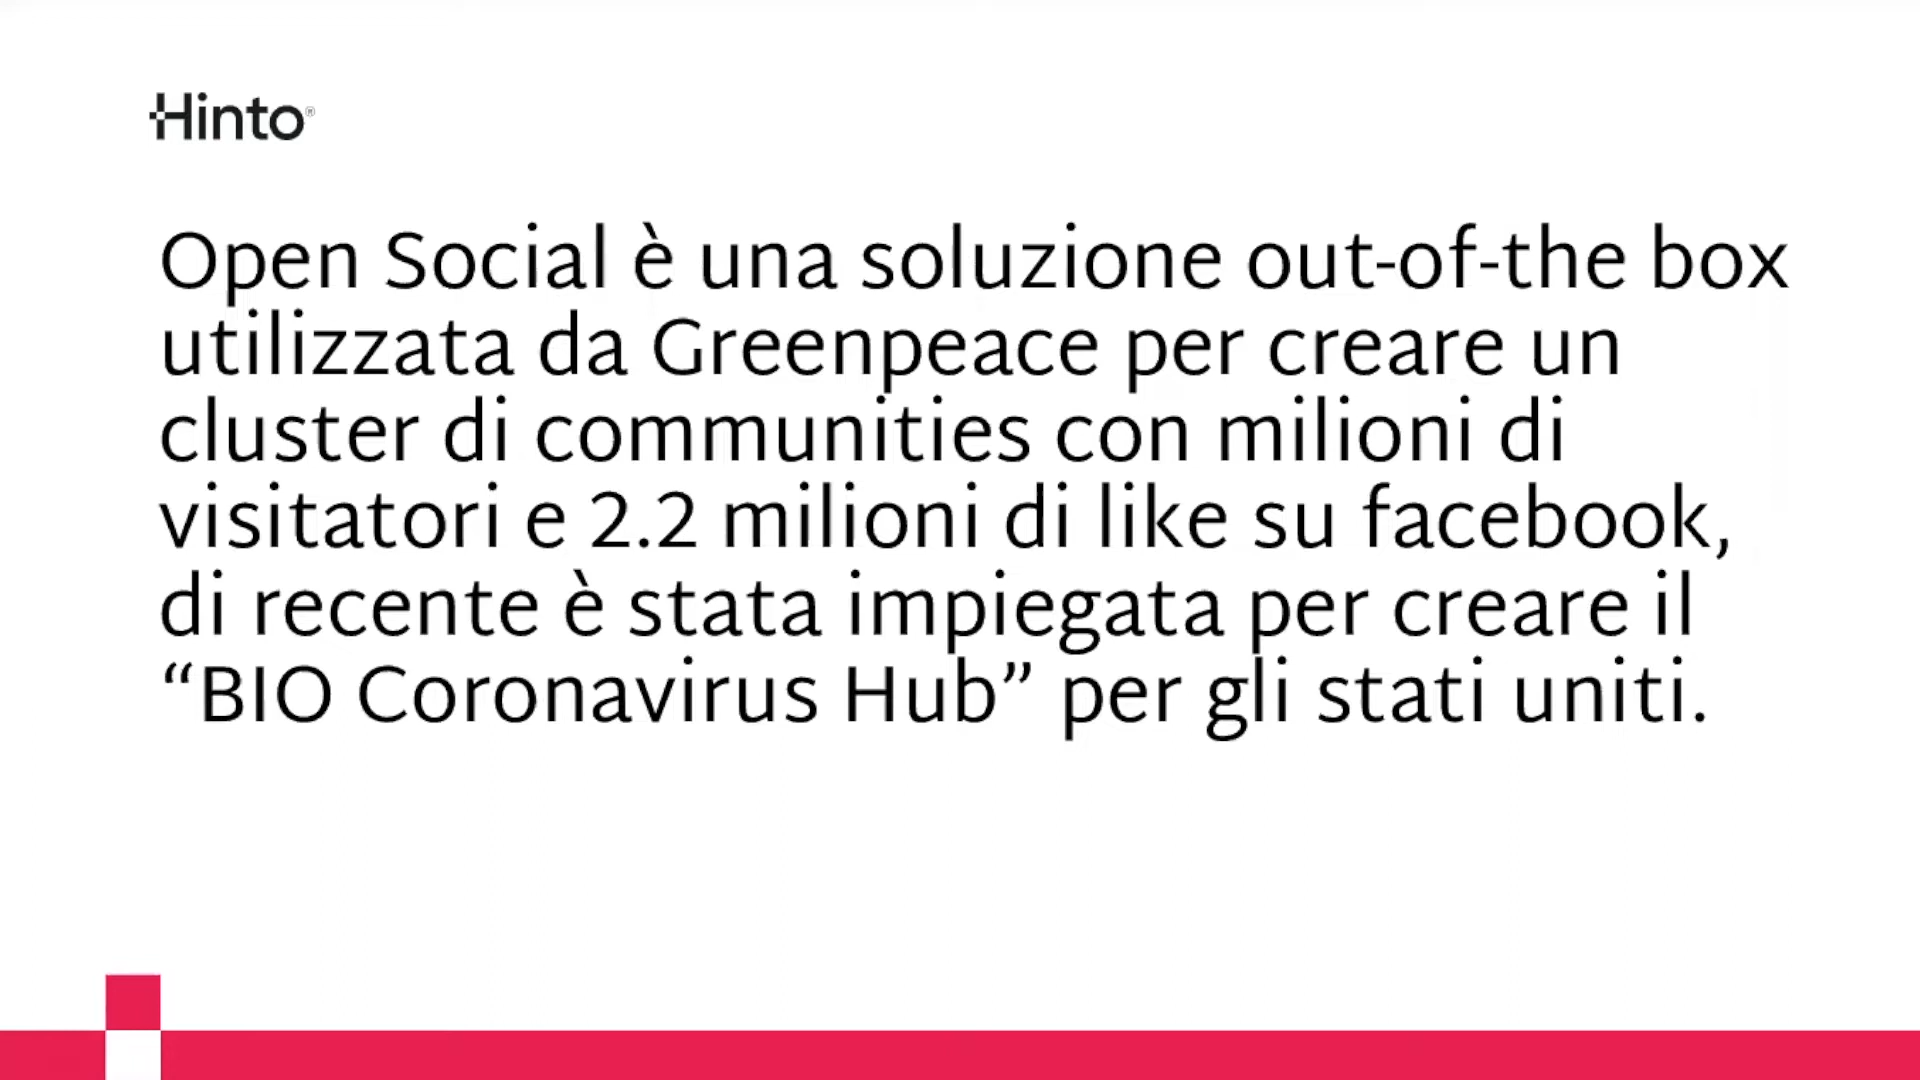 Hinto®
Open Social è una soluzione out-of-the box
utilizzata da Greenpeace per creare un
cluster di communities con milioni di
visitatori e 2.2 milioni di like su facebook,
di recente è stata impiegata per creare il
“BIO Coronavirus Hub” per gli stati uniti.